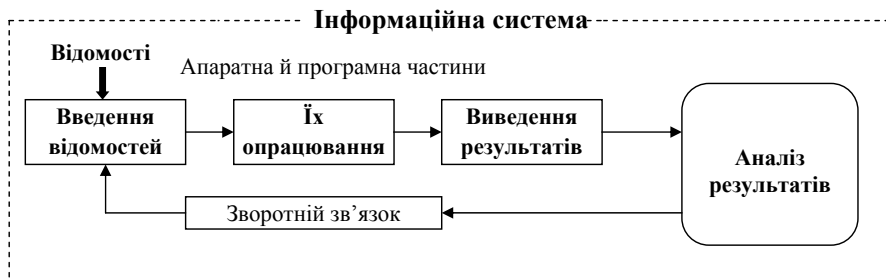 Інформаційна система
Відомості
Апаратна й програмна частини
Введення
відомостей
Їх
опрацювання
Виведення
результатів
Аналіз
результатів
Зворотній зв’язок